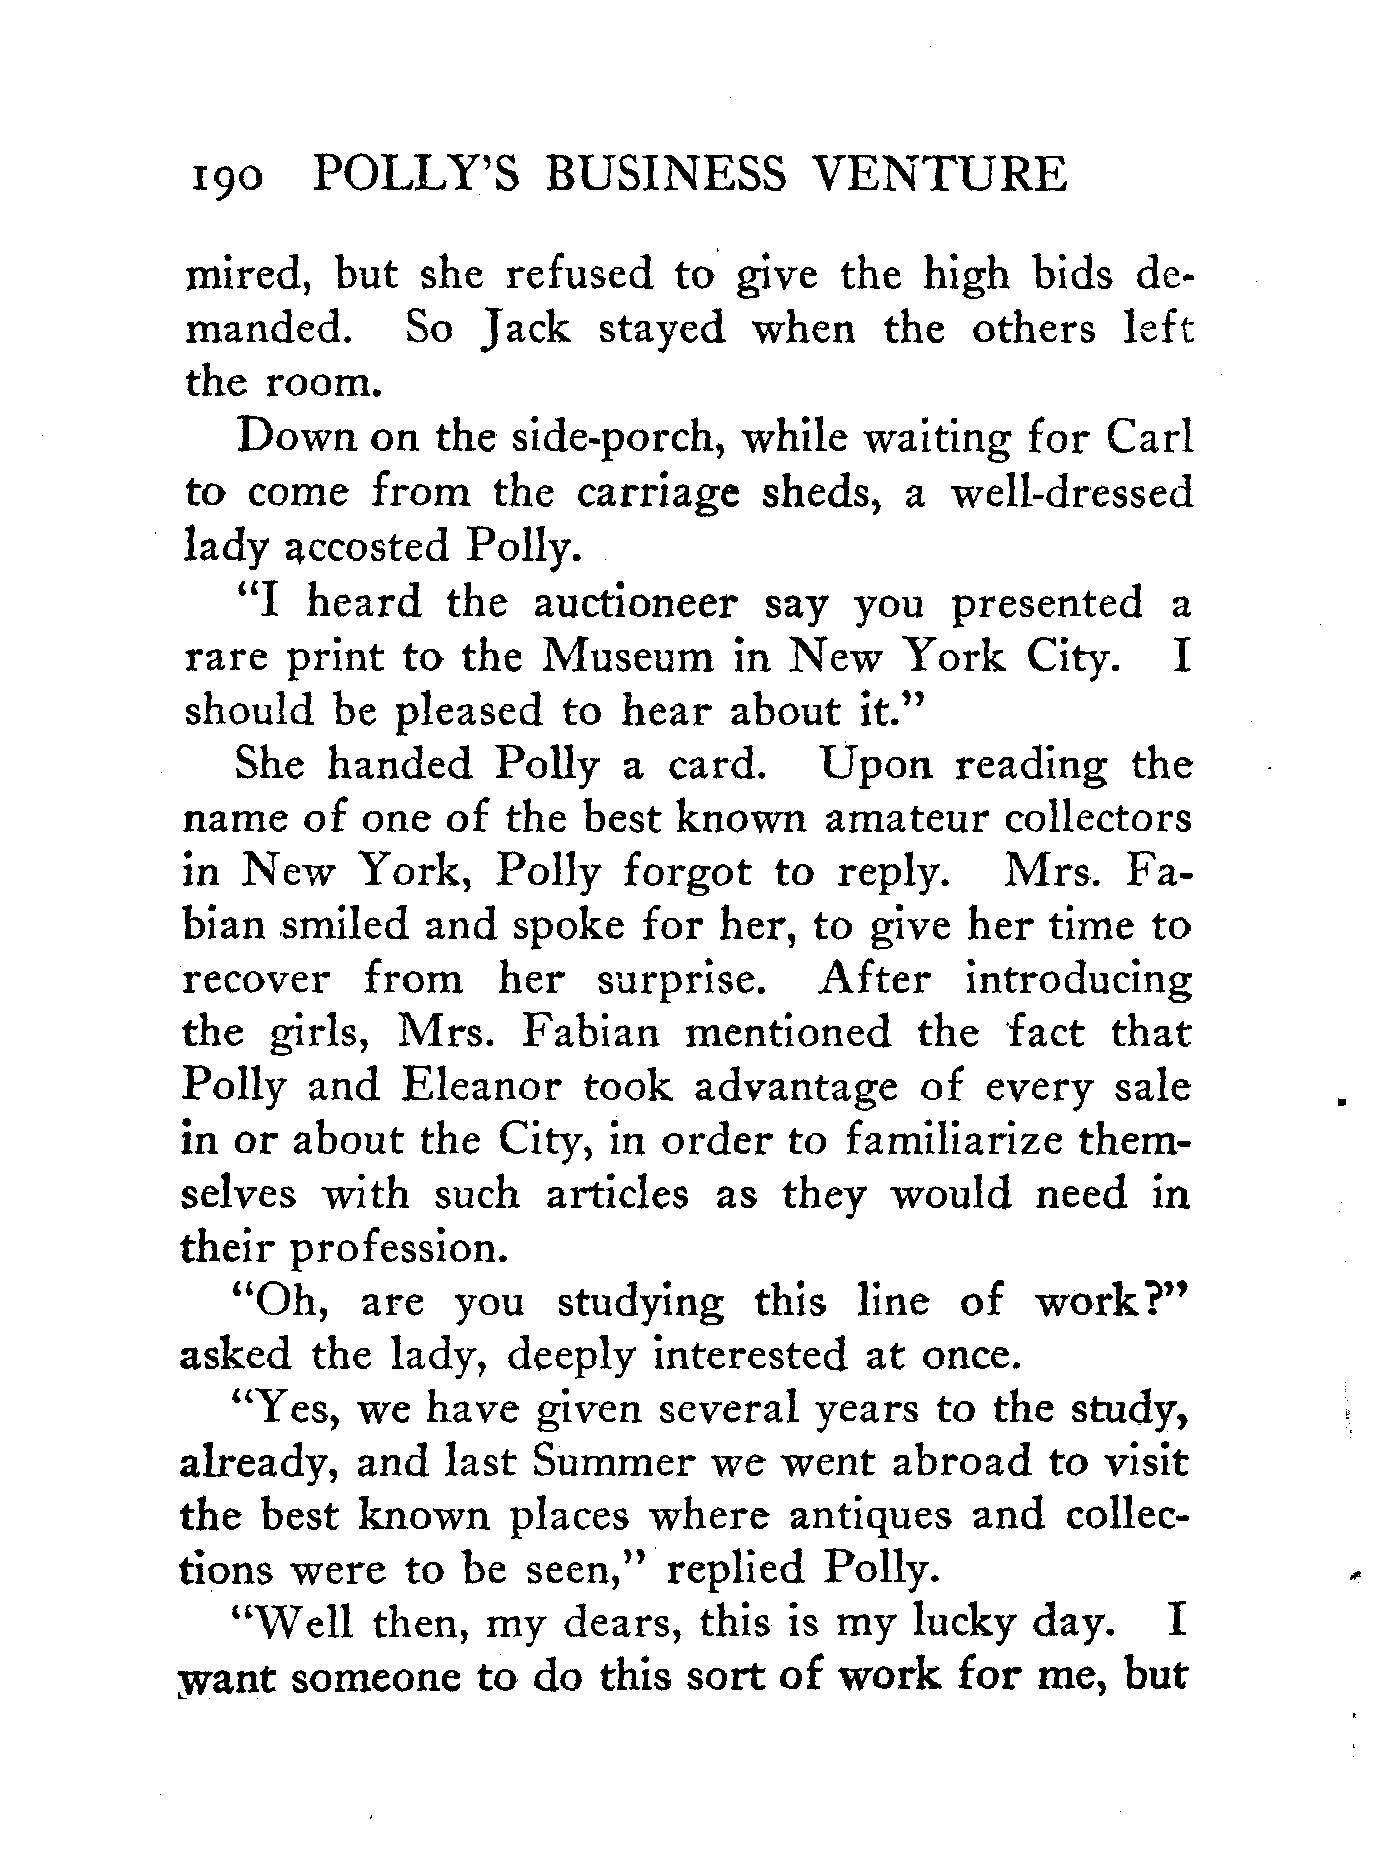 190 POLLY'S BUSINESS VENTURE
mired, but she refused to give the high bids de-
manded. So Jack stayed when the others left
the room.
Down on the side-porch, while waiting for Carl
to come from the carriage sheds, a well-dressed
lady accosted Polly.
"I heard the auctioneer say you presented a
rare print to the Museum in New York City. I
should be pleased to hear about it."
She handed Polly a card. Upon reading the
name of one of the best known amateur collectors
in New York, Polly forgot to reply. Mrs. Fa-
bian smiled and spoke for her, to give her time to
recover from her surprise. After introducing
the girls, Mrs. Fabian mentioned the fact that
Polly and Eleanor took advantage of every sale
in or about the City, in order to familiarize them-
selves with such articles as they would need in
their profession.
"Oh, are you studying this line of work?"
asked the lady, deeply interested at once.
"Yes, we have given several years to the study,
already, and last Summer we went abroad to visit
the best known places where antiques and collec-
tions were to be seen," replied Polly.
"Well then, my dears, this is my lucky day. I
want someone to do this sort of work for me, but